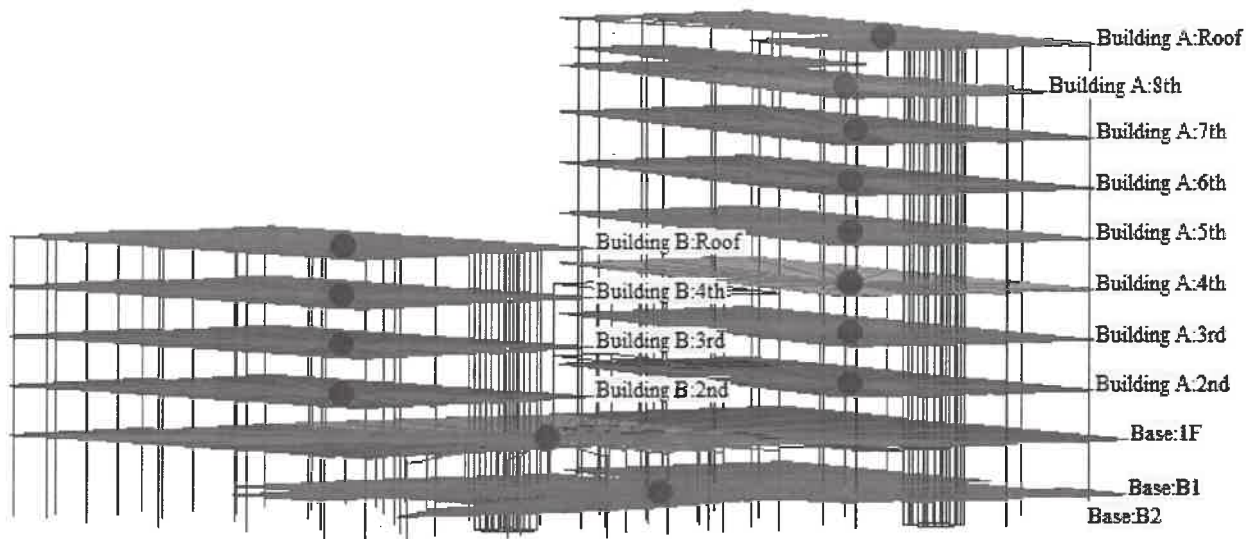 Building A:Roof
Building A:8th
Building A:7th
Building A:6th
Building A:5th
Building B:Roof
Building A:4th
Building B:4th
Building A:3rd
Building B:3rd
Building A:2nd
Building B:2nd
Base:1F
Base:B1
Base:B2